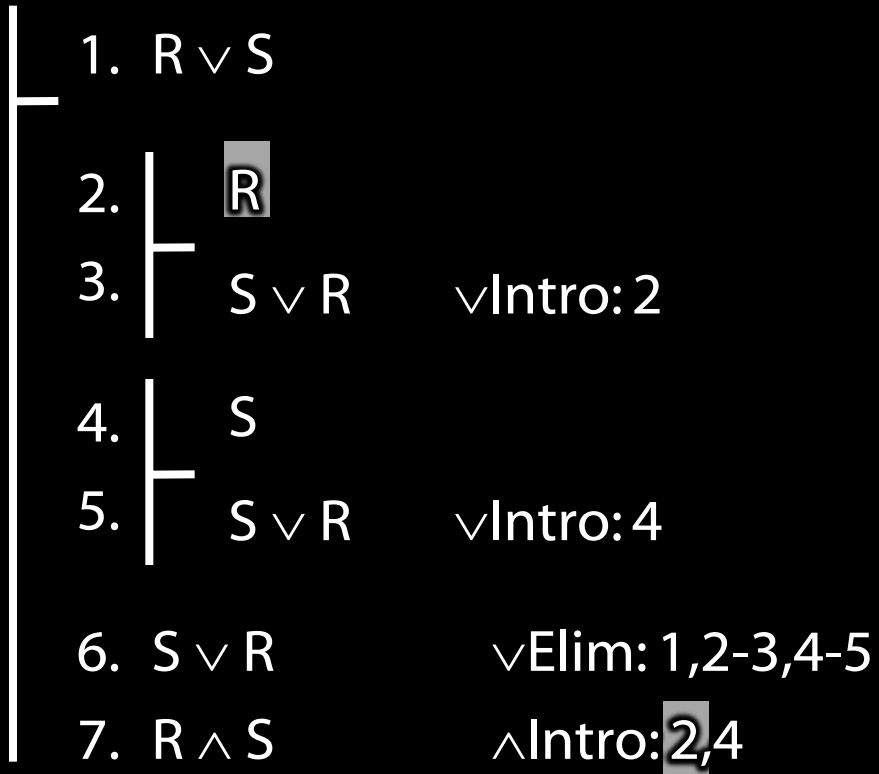 1. R ∨ S
2. R
3. S ∨ R ∨Intro: 2
4. S
5. S ∨ R ∨Intro: 4
6. S ∨ R ∨Elim: 1,2-3,4-5
7. R ∧ S ∧Intro: 2,4